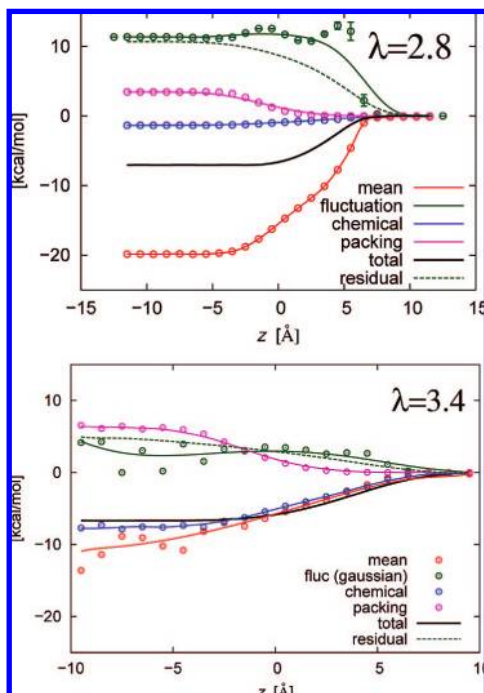 λ=2.8
[kcal/mol]
10
0
−10
−20
mean
fluctuation
chemical
packing
total
residual
−15 −10 −5 0 5 10 15
z [Å]
λ=3.4
[kcal/mol]
10
0
−10
−20
mean
fluc (gaussian)
chemical
packing
total
residual
−10 −5 0 5 10
z [Å]